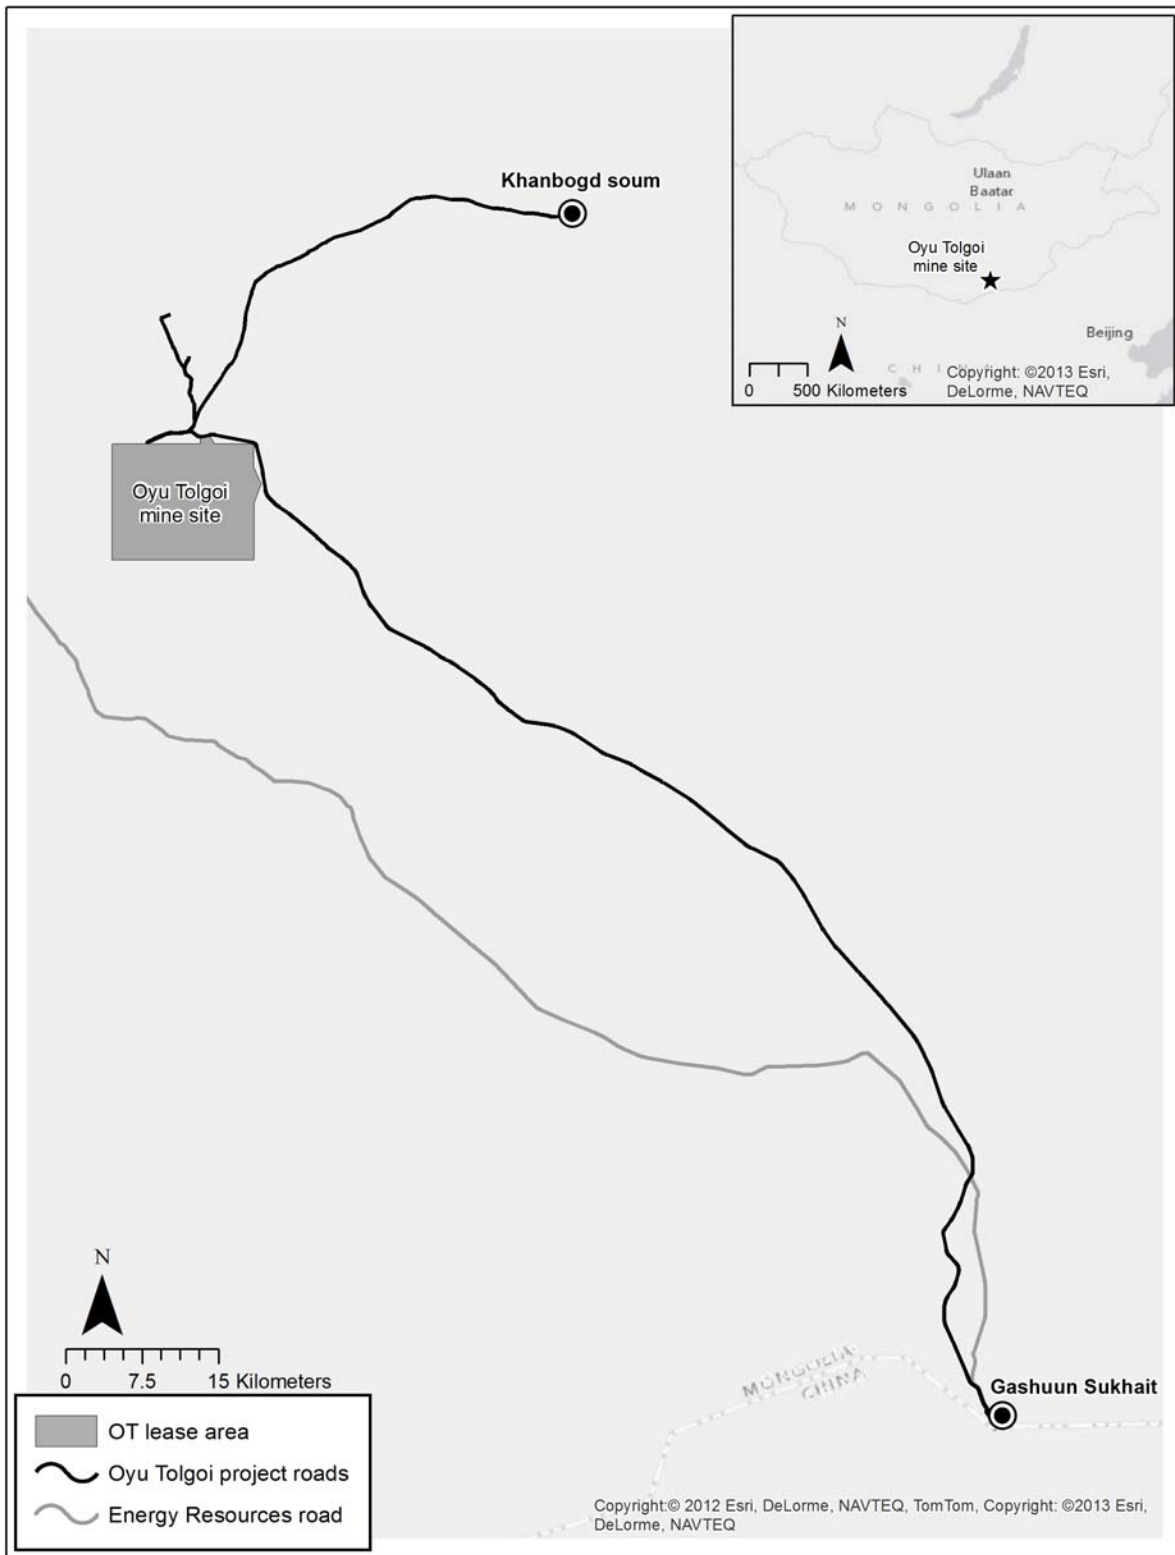 Khanbogd soum
Ulaan
Baatar
MONGOLIA
Oyu Tolgoi
mine site
Beijing
N
CHINA
0 500 Kilometers
Copyright: ©2013 Esri,
DeLorme, NAVTEQ
Oyu Tolgoi
mine site
N
0 7.5 15 Kilometers
MONGOLIA
CHINA
Gashuun Sukhait
OT lease area
Oyu Tolgoi project roads
Energy Resources road
Copyright:© 2012 Esri, DeLorme, NAVTEQ, TomTom, Copyright: ©2013 Esri,
DeLorme, NAVTEQ